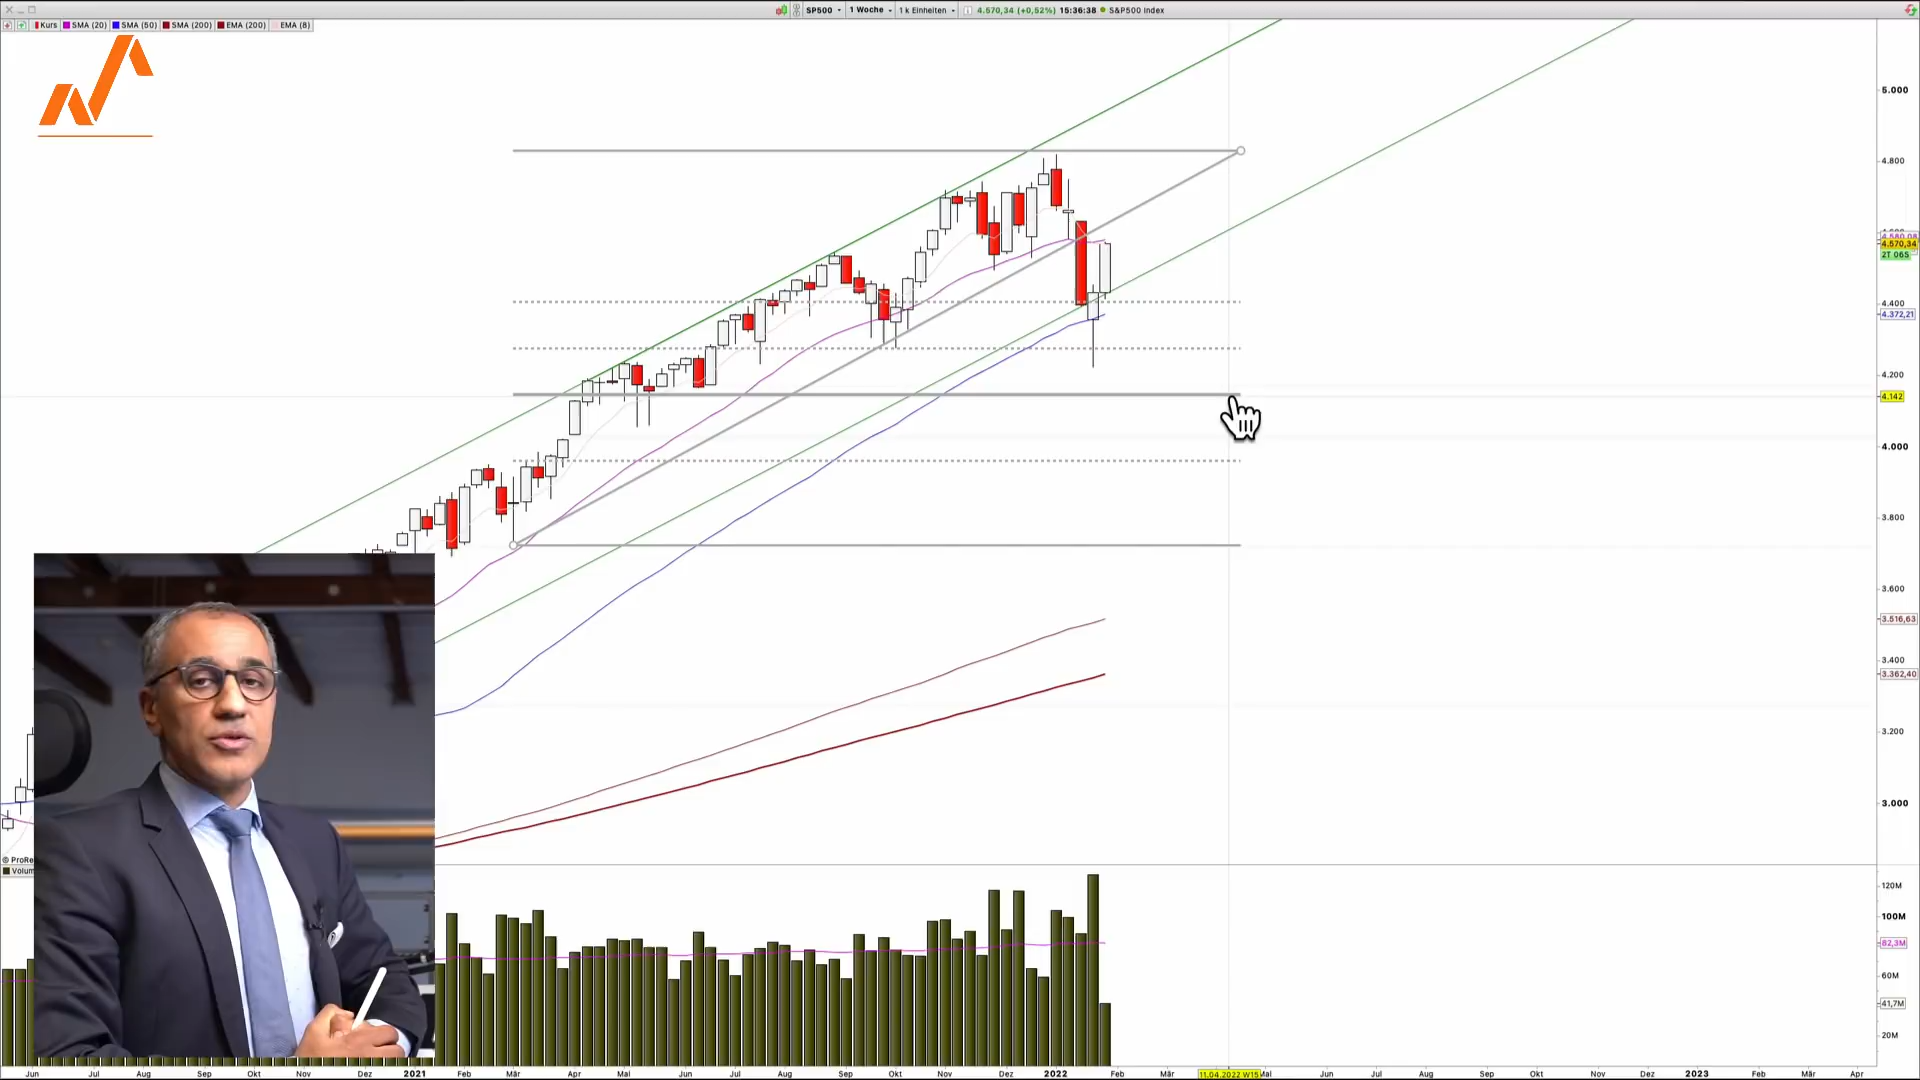 SP500 1 Woche 1 k Einheiten 4.570,34 (+0,52%) 15:36:38 S&P500 Index
Kurs SMA (20) SMA (50) SMA (200) EMA (200) EMA (8)
5.000
4.800
4.570,34
2T 06S
4.400
4.372,21
4.200
4.142
4.000
3.800
3.600
3.516,63
3.400
3.362,40
3.200
3.000
© ProRe
Volum
120M
100M
82,3M
60M
41,7M
20M
Jun Jul Aug Sep Okt Nov Dez 2021 Feb Mär Apr Mai Jun Jul Aug Sep Okt Nov Dez 2022 Feb Mär 11.04.2022 W15 Mai Jun Jul Aug Sep Okt Nov 2023 Feb Mär Apr